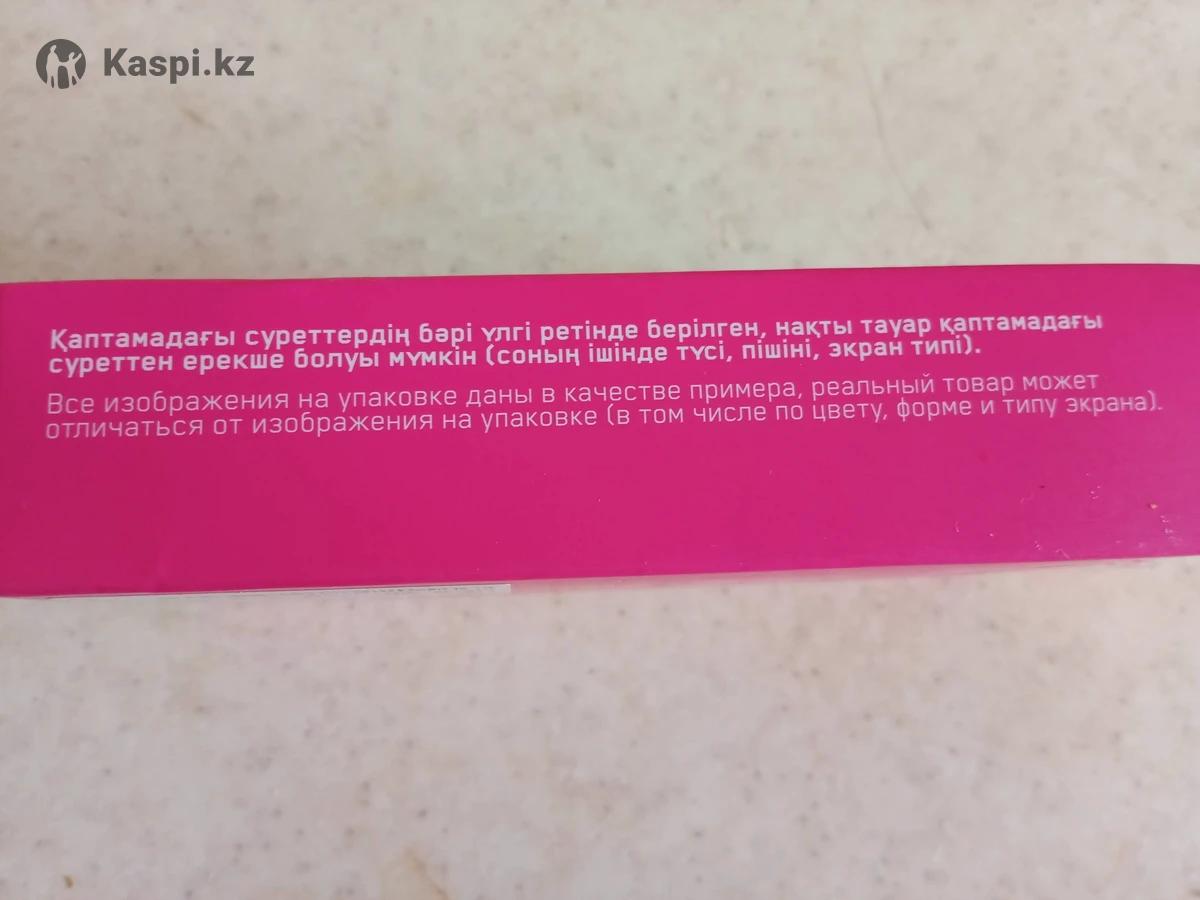 Kaspi.kz
Қаптамадағы суреттердің бәрі үлгі ретінде берілген, нақты тауар қаптамадағы
суреттен ерекше болуы мүмкін (соның ішінде түсі, пішіні, экран типі).
Все изображения на упаковке даны в качестве примера, реальный товар может
отличаться от изображения на упаковке (в том числе по цвету, форме и типу экрана).